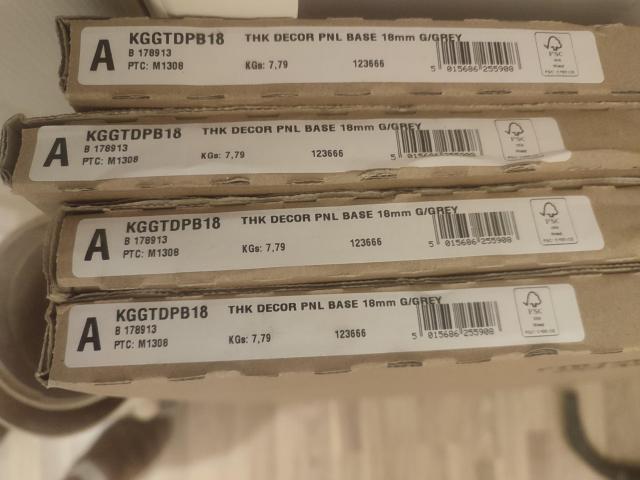 A
KGGTDPB18 THK DECOR PNL BASE 18mm G/GREY
B 178913
PTC: M1308 KGs: 7,79 123666
5 015686 255908
FSC
A
KGGTDPB18 THK DECOR PNL BASE 18mm G/GREY
B 178913
PTC: M1308 KGs: 7,79 123666
5 015686 255908
FSC
A
KGGTDPB18 THK DECOR PNL BASE 18mm G/GREY
B 178913
PTC: M1308 KGs: 7,79 123666
5 015686 255908
FSC
A
KGGTDPB18 THK DECOR PNL BASE 18mm G/GREY
B 178913
PTC: M1308 KGs: 7,79 123666
5 015686 255908
FSC